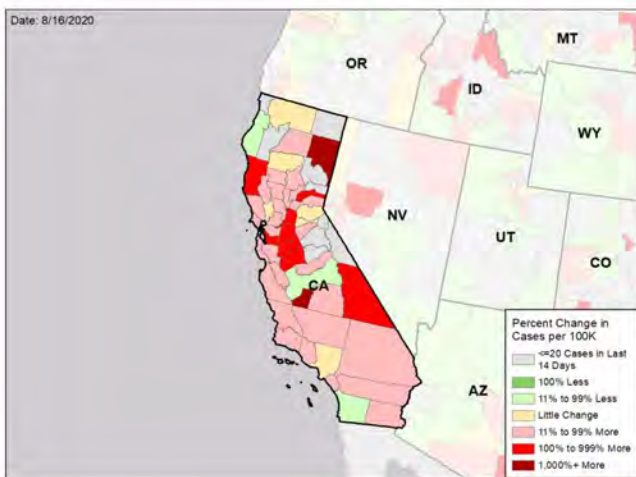 Date: 8/16/2020
MT
OR
ID
WY
NV
UT
CO
CA
AZ
Percent Change in
Cases per 100K
<=20 Cases in Last
14 Days
100% Less
11% to 99% Less
Little Change
11% to 99% More
100% to 999% More
1,000%+ More